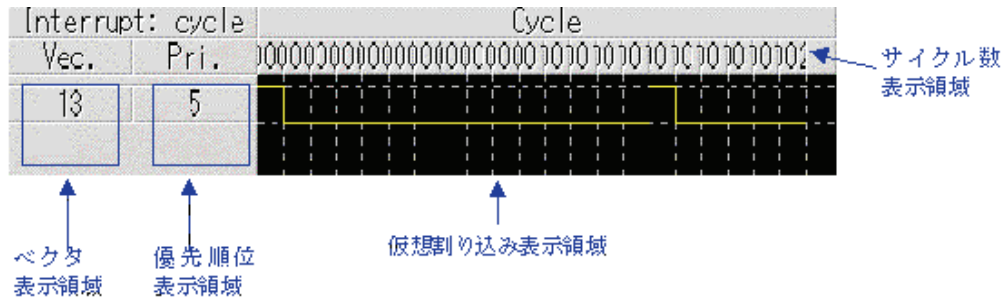 Interrupt: cycle
Cycle
Vec.
Pri.
13
5
サイクル数
表示領域
仮想割り込み表示領域
ベクタ
表示領域
優先順位
表示領域